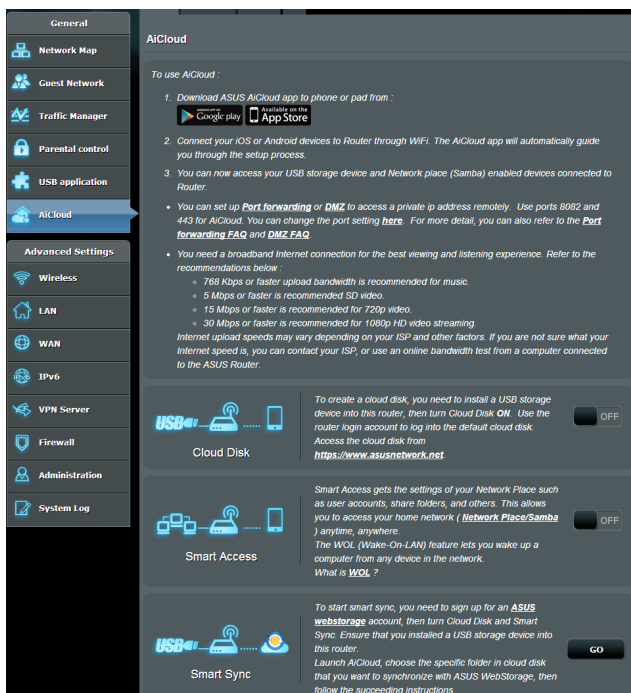 General
Network Map
Guest Network
Traffic Manager
Parental control
USB application
AiCloud
Advanced Settings
Wireless
LAN
WAN
IPv6
VPN Server
Firewall
Administration
System Log
AiCloud
To use AiCloud :
1. Download ASUS AiCloud app to phone or pad from :
ANDROID APP ON
Google play
Available on the
App Store
2. Connect your iOS or Android devices to Router through WiFi. The AiCloud app will automatically guide
you through the setup process.
3. You can now access your USB storage device and Network place (Samba) enabled devices connected to
Router.
• You can set up Port forwarding or DMZ to access a private ip address remotely. Use ports 8082 and
443 for AiCloud. You can change the port setting here. For more detail, you can also refer to the Port
forwarding FAQ and DMZ FAQ.
• You need a broadband Internet connection for the best viewing and listening experience. Refer to the
recommendations below :
768 Kbps or faster upload bandwidth is recommended for music.
5 Mbps or faster is recommended SD video.
15 Mbps or faster is recommended for 720p video.
30 Mbps or faster is recommended for 1080p HD video streaming.
Internet upload speeds may vary depending on your ISP and other factors. If you are not sure what your
Internet speed is, you can contact your ISP, or use an online bandwidth test from a computer connected
to the ASUS Router.
USB
Cloud Disk
To create a cloud disk, you need to install a USB storage
device into this router, then turn Cloud Disk ON. Use the
router login account to log into the default cloud disk.
Access the cloud disk from
https://www.asusnetwork.net.
OFF
Smart Access
Smart Access gets the settings of your Network Place such
as user accounts, share folders, and others. This allows
you to access your home network ( Network Place/Samba
) anytime, anywhere.
The WOL (Wake-On-LAN) feature lets you wake up a
computer from any device in the network.
What is WOL ?
OFF
USB
Smart Sync
To start smart sync, you need to sign up for an ASUS
webstorage account, then turn Cloud Disk and Smart
Sync. Ensure that you installed a USB storage device into
this router.
Launch AiCloud, choose the specific folder in cloud disk
that you want to synchronize with ASUS WebStorage, then
follow the succeeding instructions.
GO